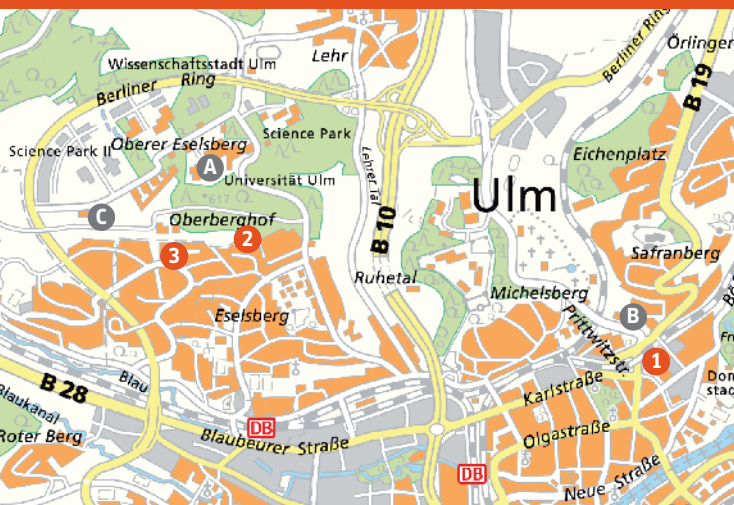 Lehr
Berliner Ring
Örlinger
Wissenschaftsstadt Ulm
Berliner Ring
B 19
Science Park
Oberer Eselsberg
Science Park II
Eichenplatz
A
Universität Ulm
Lehrer Tal
617
Ulm
C
Oberberghof
2
3
B 10
Safranberg
Ruhetal
Michelsberg
B
Eselsberg
Prittwitzstr.
1
Blau
B 28
Karlstraße
Blaukanal
DB
Roter Berg
Blaubeurer Straße
Olgastraße
DB
Neue Straße